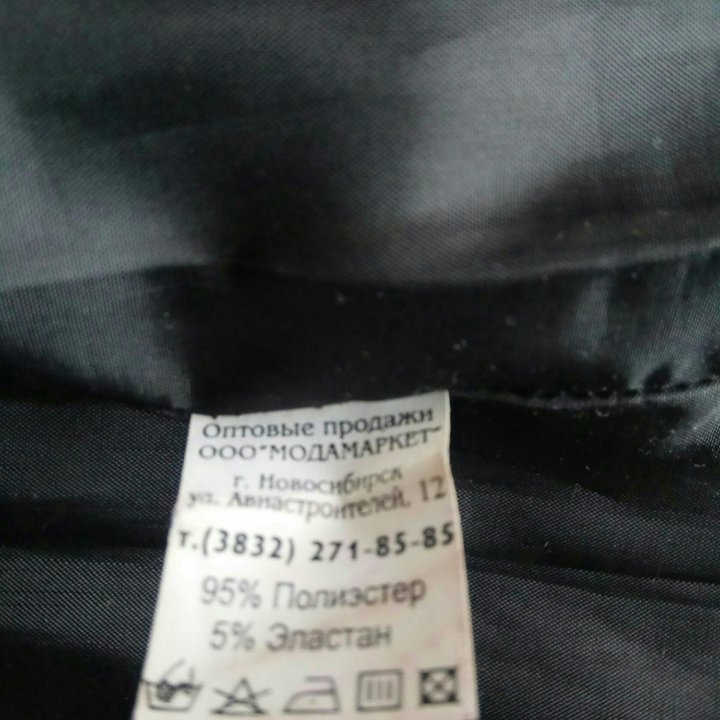 Оптовые продажи
ООО "МОДАМАРКЕТ"
г. Новосибирск
ул. Авиастроителей, 12
т.(3832) 271-85-85
95% Полиэстер
5% Эластан